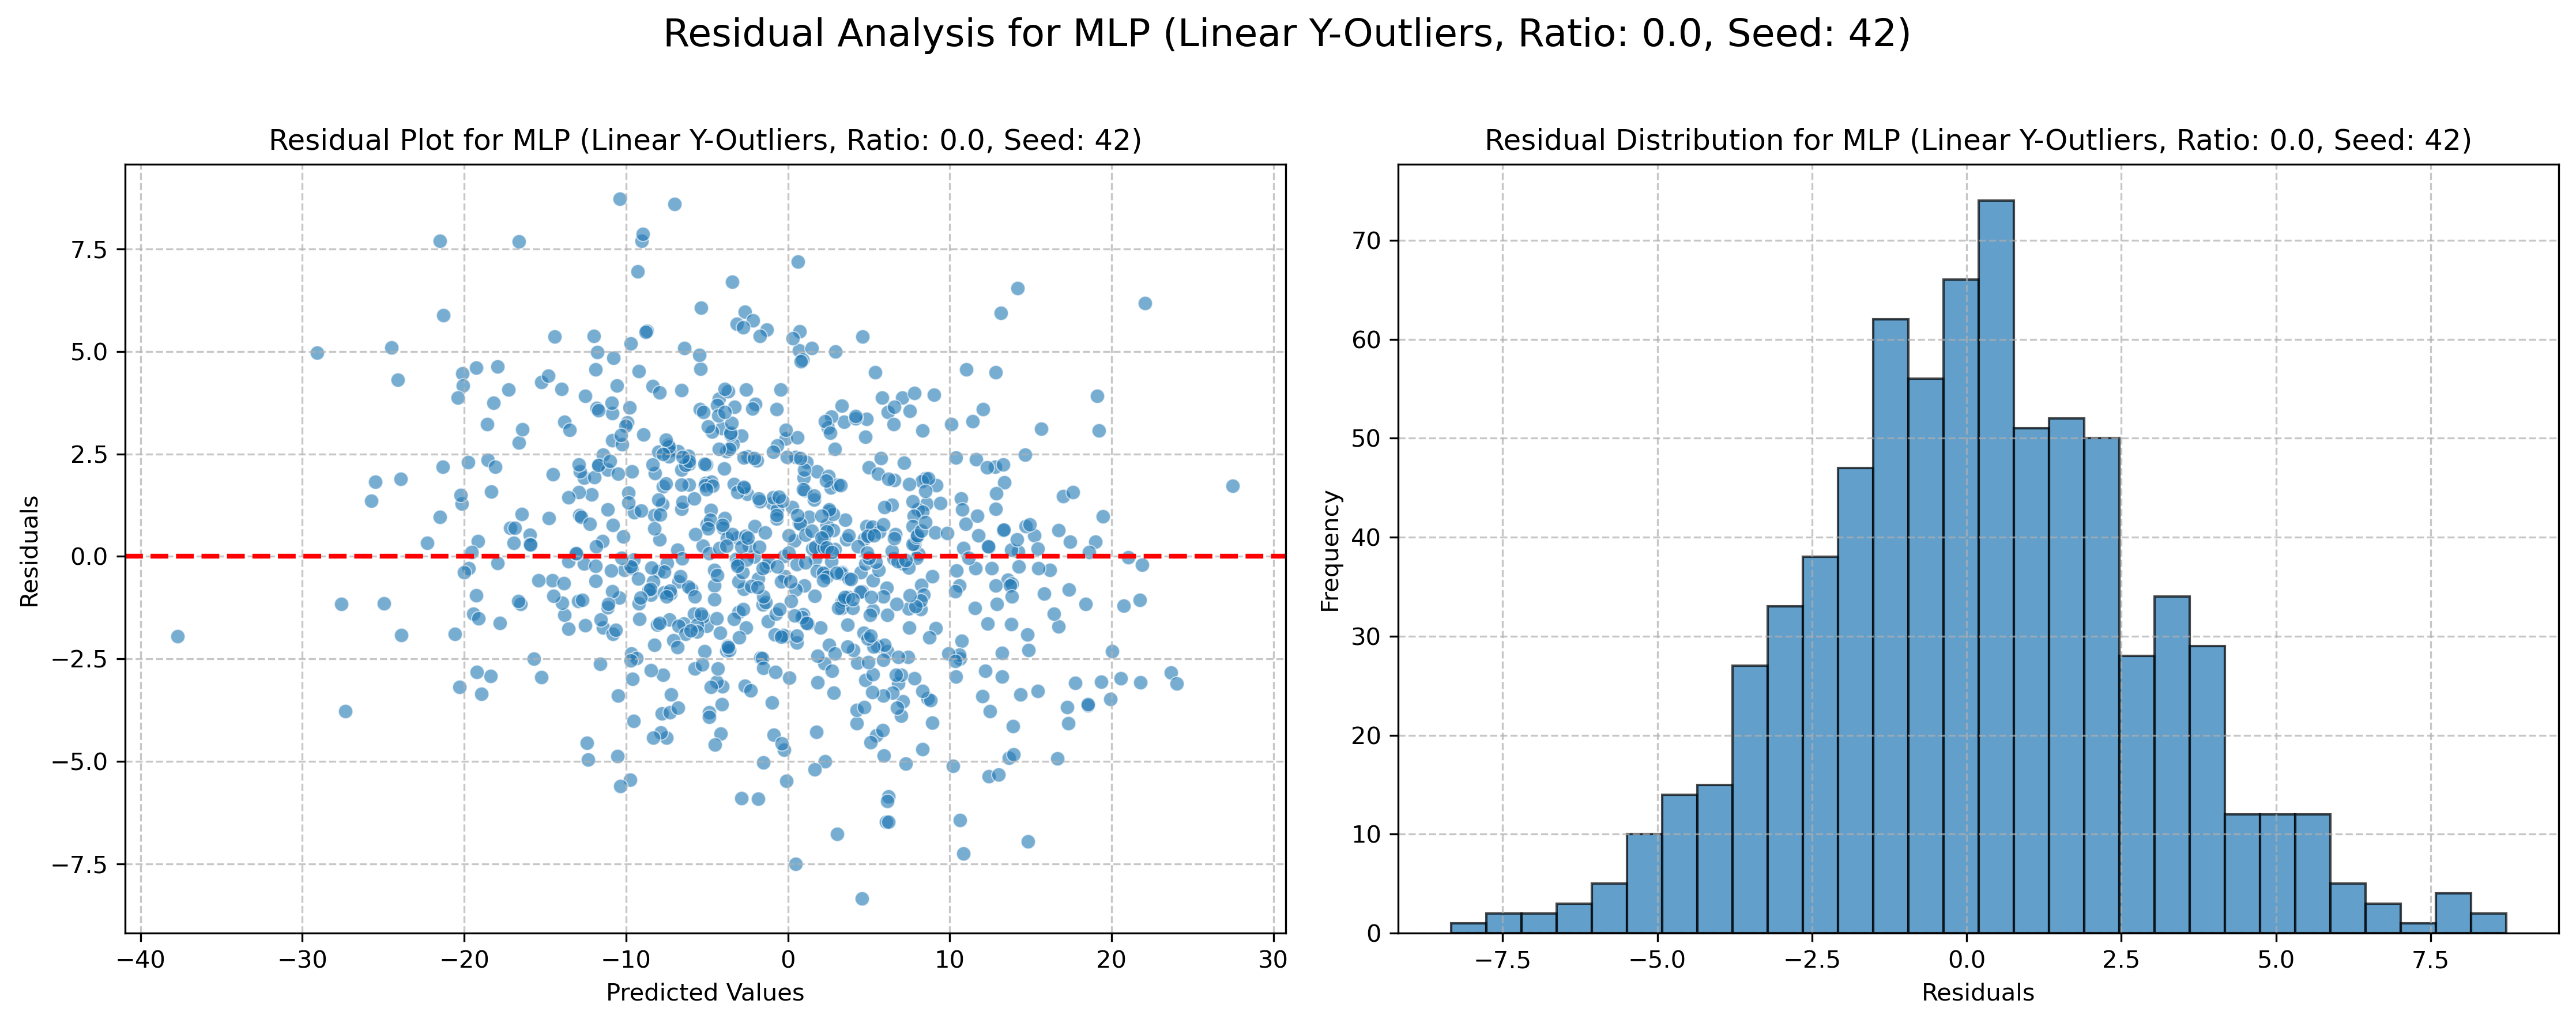 Residual Analysis for MLP (Linear Y-Outliers, Ratio: 0.0, Seed: 42)
Residual Plot for MLP (Linear Y-Outliers, Ratio: 0.0, Seed: 42)
7.5
5.0
2.5
0.0
−2.5
−5.0
−7.5
Residuals
−40 −30 −20 −10 0 10 20 30
Predicted Values
Residual Distribution for MLP (Linear Y-Outliers, Ratio: 0.0, Seed: 42)
70
60
50
40
30
20
10
0
Frequency
−7.5 −5.0 −2.5 0.0 2.5 5.0 7.5
Residuals